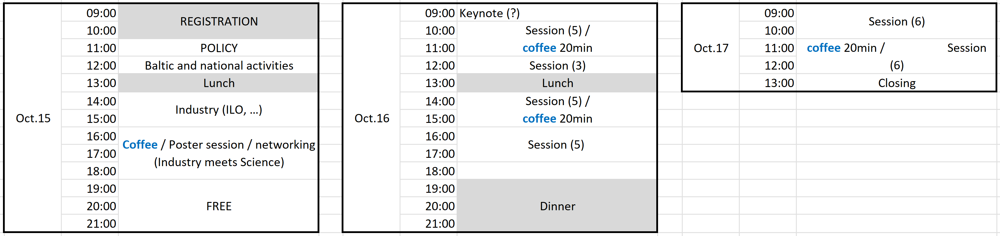 Oct.15
09:00
10:00
REGISTRATION
11:00 POLICY
12:00 Baltic and national activities
13:00 Lunch
14:00
15:00
Industry (ILO, ...)
16:00
17:00
18:00
Coffee / Poster session / networking
(Industry meets Science)
19:00
20:00
21:00
FREE
Oct.16
09:00 Keynote (?)
10:00 Session (5) /
11:00 coffee 20min
12:00 Session (3)
13:00 Lunch
14:00 Session (5) /
15:00 coffee 20min
16:00
17:00
Session (5)
18:00
19:00
20:00
21:00
Dinner
Oct.17
09:00
10:00
Session (6)
11:00 coffee 20min / Session
12:00 (6)
13:00 Closing